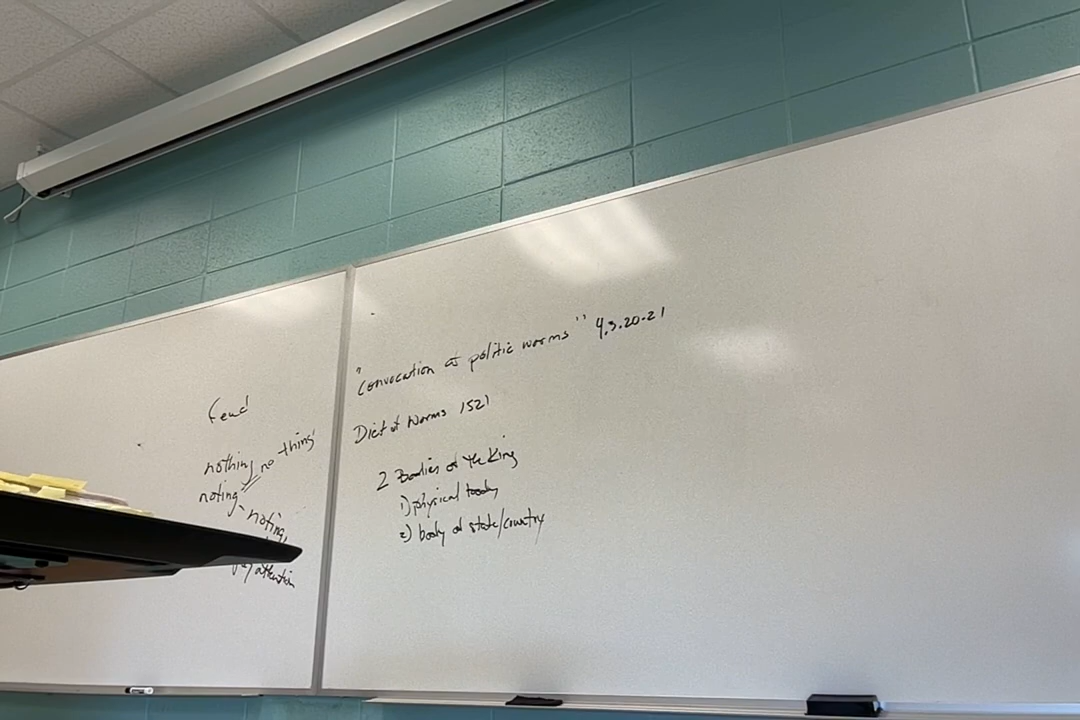 Feud
nothing no thing
noting
- noting,
attention
"convocation of politic worms" 4.3.20-21
Diet of Worms 1521
2 Bodies of the King
1) physical body
2) body of state/country